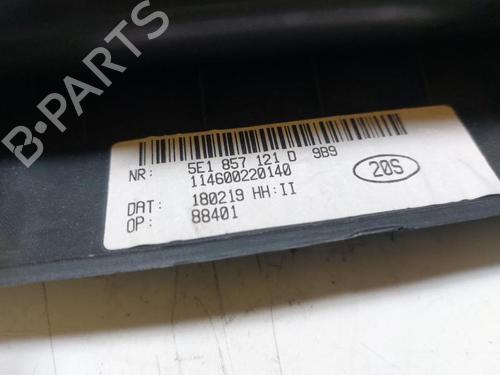 B-PARTS
NR: 5E1 857 121 D 9B9
114600220140
20S
DAT: 180219 HH:II
OP: 88401